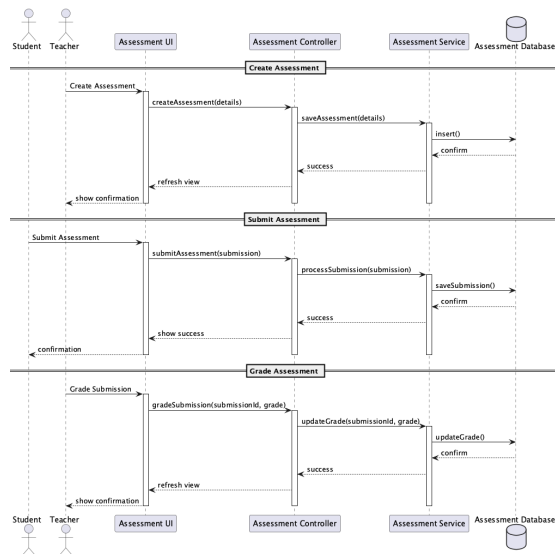 Student Teacher Assessment UI Assessment Controller Assessment Service Assessment Database
Create Assessment
Create Assessment
createAssessment(details)
saveAssessment(details)
insert()
confirm
success
refresh view
show confirmation
Submit Assessment
Submit Assessment
submitAssessment(submission)
processSubmission(submission)
saveSubmission()
confirm
success
show success
confirmation
Grade Assessment
Grade Submission
gradeSubmission(submissionId, grade)
updateGrade(submissionId, grade)
updateGrade()
confirm
success
refresh view
show confirmation
Student Teacher Assessment UI Assessment Controller Assessment Service Assessment Database